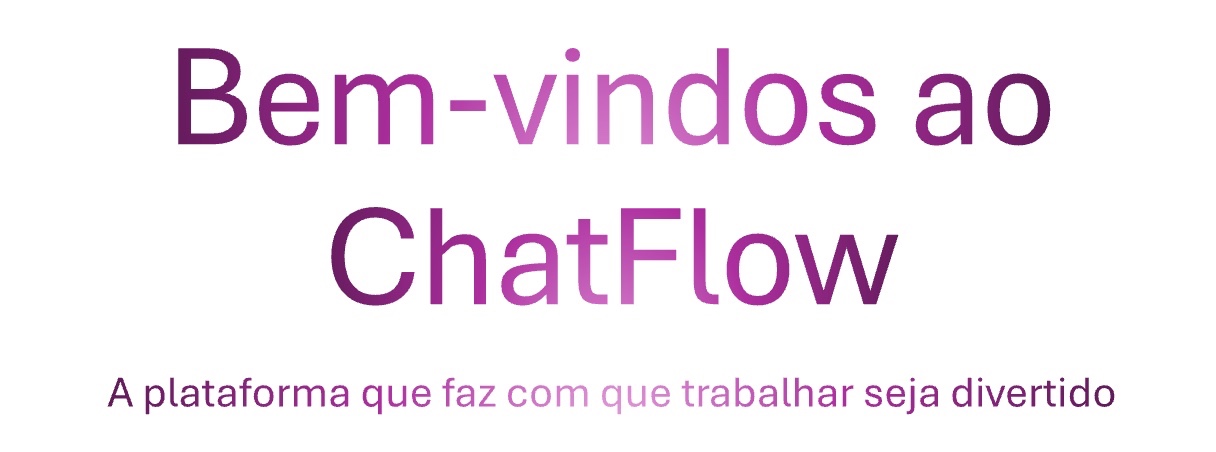 Bem-vindos ao
ChatFlow
A plataforma que faz com que trabalhar seja divertido